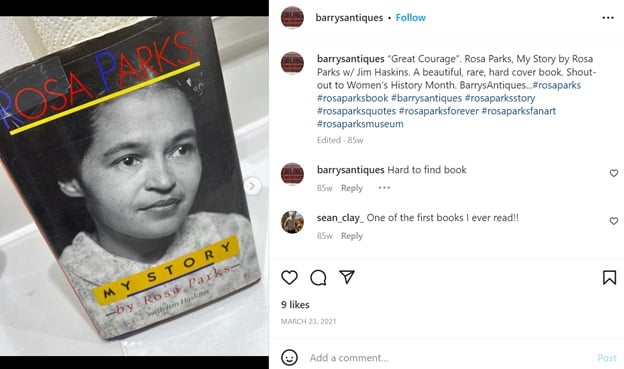 ROSA PARKS
MY STORY
by Rosa Parks
with Jim Haskins
barrysantiques • Follow
barrysantiques "Great Courage". Rosa Parks, My Story by Rosa
Parks w/ Jim Haskins. A beautiful, rare, hard cover book. Shout-
out to Women's History Month. BarrysAntiques...#rosaparks
#rosaparksbook #barrysantiques #rosaparksstory
#rosaparksquotes #rosaparksforever #rosaparksfanart
#rosaparksmuseum
Edited · 85w
barrysantiques Hard to find book
85w Reply
sean_clay_ One of the first books I ever read!!
85w Reply
9 likes
MARCH 23, 2021
Add a comment...
Post